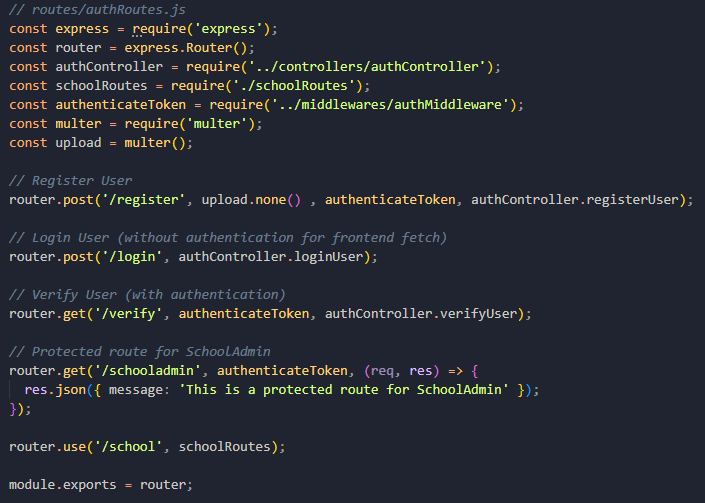 // routes/authRoutes.js
const express = require('express');
const router = express.Router();
const authController = require('../controllers/authController');
const schoolRoutes = require('./schoolRoutes');
const authenticateToken = require('../middlewares/authMiddleware');
const multer = require('multer');
const upload = multer();

// Register User
router.post('/register', upload.none() , authenticateToken, authController.registerUser);

// Login User (without authentication for frontend fetch)
router.post('/login', authController.loginUser);

// Verify User (with authentication)
router.get('/verify', authenticateToken, authController.verifyUser);

// Protected route for SchoolAdmin
router.get('/schooladmin', authenticateToken, (req, res) => {
  res.json({ message: 'This is a protected route for SchoolAdmin' });
});

router.use('/school', schoolRoutes);

module.exports = router;